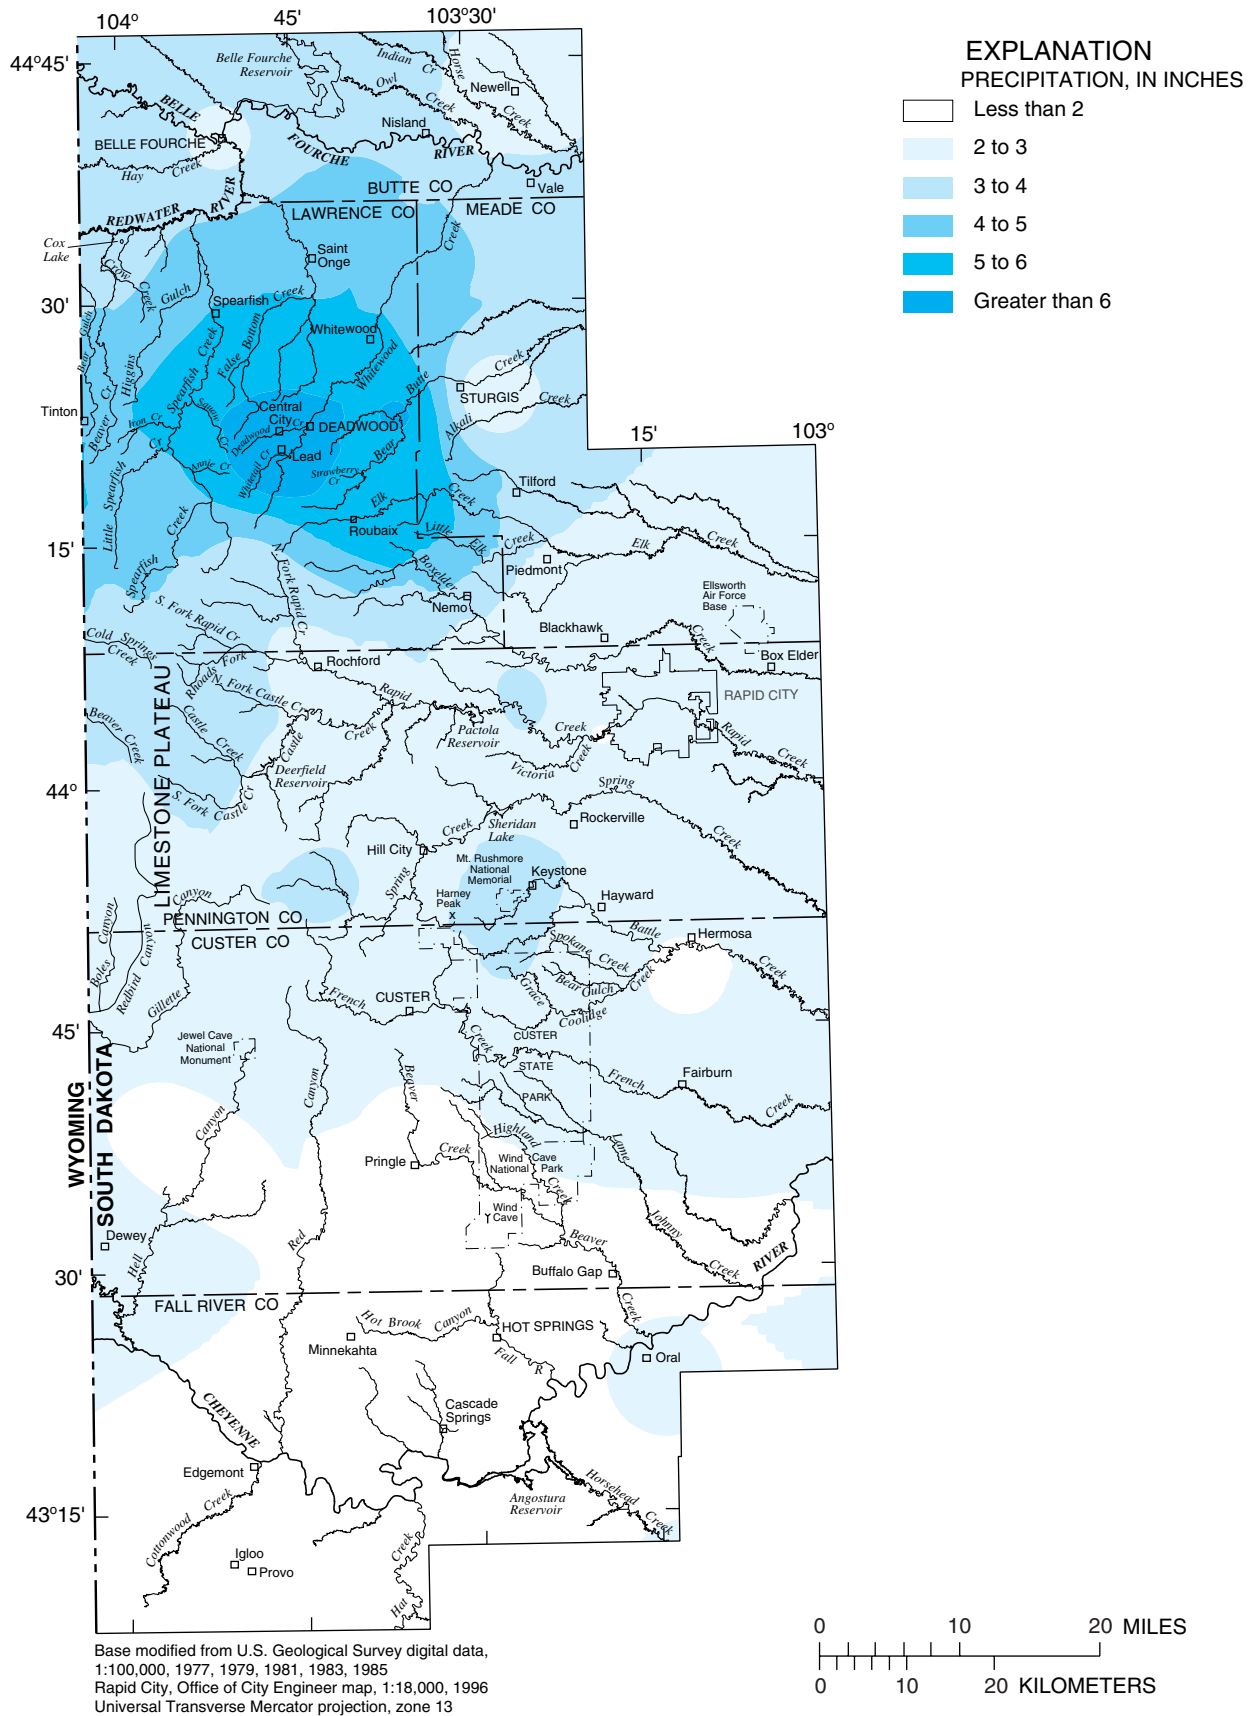 104°
45'
103°30'
EXPLANATION
PRECIPITATION, IN INCHES
Less than 2
2 to 3
3 to 4
4 to 5
5 to 6
Greater than 6
44°45'
Belle Fourche
Reservoir
Indian Cr
Horse
Creek
Owl
Creek
Newell
BELLE
FOURCHE
RIVER
Nisland
BELLE FOURCHE
Hay Creek
Vale
BUTTE CO
LAWRENCE CO
MEADE CO
REDWATER
RIVER
Cox
Lake
Crow
Creek
Saint
Onge
Creek
30'
Gulch
Spearfish
Creek
False Bottom
Whitewood
Bear
Gulch
Higgins
Spearfish
Creek
Whitewood
Butte
Creek
STURGIS
Creek
Alkali
Tinton
Beaver
Cr
Iron Cr
Squaw
Cr
Central
City
Deadwood
Cr
DEADWOOD
Lead
Whitetail Cr
Strawberry
Cr
Bear
Annie Cr
Little
Spearfish
Cr
15'
103°
Tilford
Elk
Creek
Roubaix
Little
Elk
Creek
Elk
Creek
15'
Spearfish
Creek
N. Fork Rapid Cr
Boxelder
Piedmont
Nemo
Ellsworth
Air Force
Base
S. Fork Rapid Cr
Blackhawk
Creek
Box Elder
Cold Springs
Creek
Rhoads
Fork
Rochford
RAPID CITY
N. Fork Castle Cr
Rapid
Creek
Beaver
Creek
Castle
Creek
Castle
Creek
Pactola
Reservoir
Rapid
Creek
LIMESTONE PLATEAU
Deerfield
Reservoir
Victoria
Creek
44°
S. Fork Castle Cr
Spring
Creek
Sheridan
Lake
Creek
Rockerville
Hill City
Mt. Rushmore
National
Memorial
Keystone
Spring
Harney
Peak
x
Hayward
Canyon
PENNINGTON CO
CUSTER CO
Battle
Creek
Hermosa
Boles
Canyon
Redbird
Canyon
Gillette
Spokane
Creek
Bear Gulch
Grace
Coolidge
Creek
French
CUSTER
45'
Jewel Cave
National
Monument
Creek
CUSTER
STATE
PARK
French
Creek
Fairburn
Canyon
Beaver
Canyon
WYOMING
SOUTH DAKOTA
Highland
Creek
Lame
Johnny
Creek
Pringle
Creek
Wind Cave
National Park
Wind
Cave
Dewey
Hell
Red
Beaver
Creek
RIVER
30'
Buffalo Gap
FALL RIVER CO
Hot Brook Canyon
HOT SPRINGS
Minnekahta
Fall R
Oral
CHEYENNE
Cascade
Springs
Edgemont
Angostura
Reservoir
Horsehead
Creek
43°15'
Cottonwood
Creek
Igloo
Provo
Hat
Creek
Base modified from U.S. Geological Survey digital data,
1:100,000, 1977, 1979, 1981, 1983, 1985
Rapid City, Office of City Engineer map, 1:18,000, 1996
Universal Transverse Mercator projection, zone 13
0 10 20 MILES
0 10 20 KILOMETERS